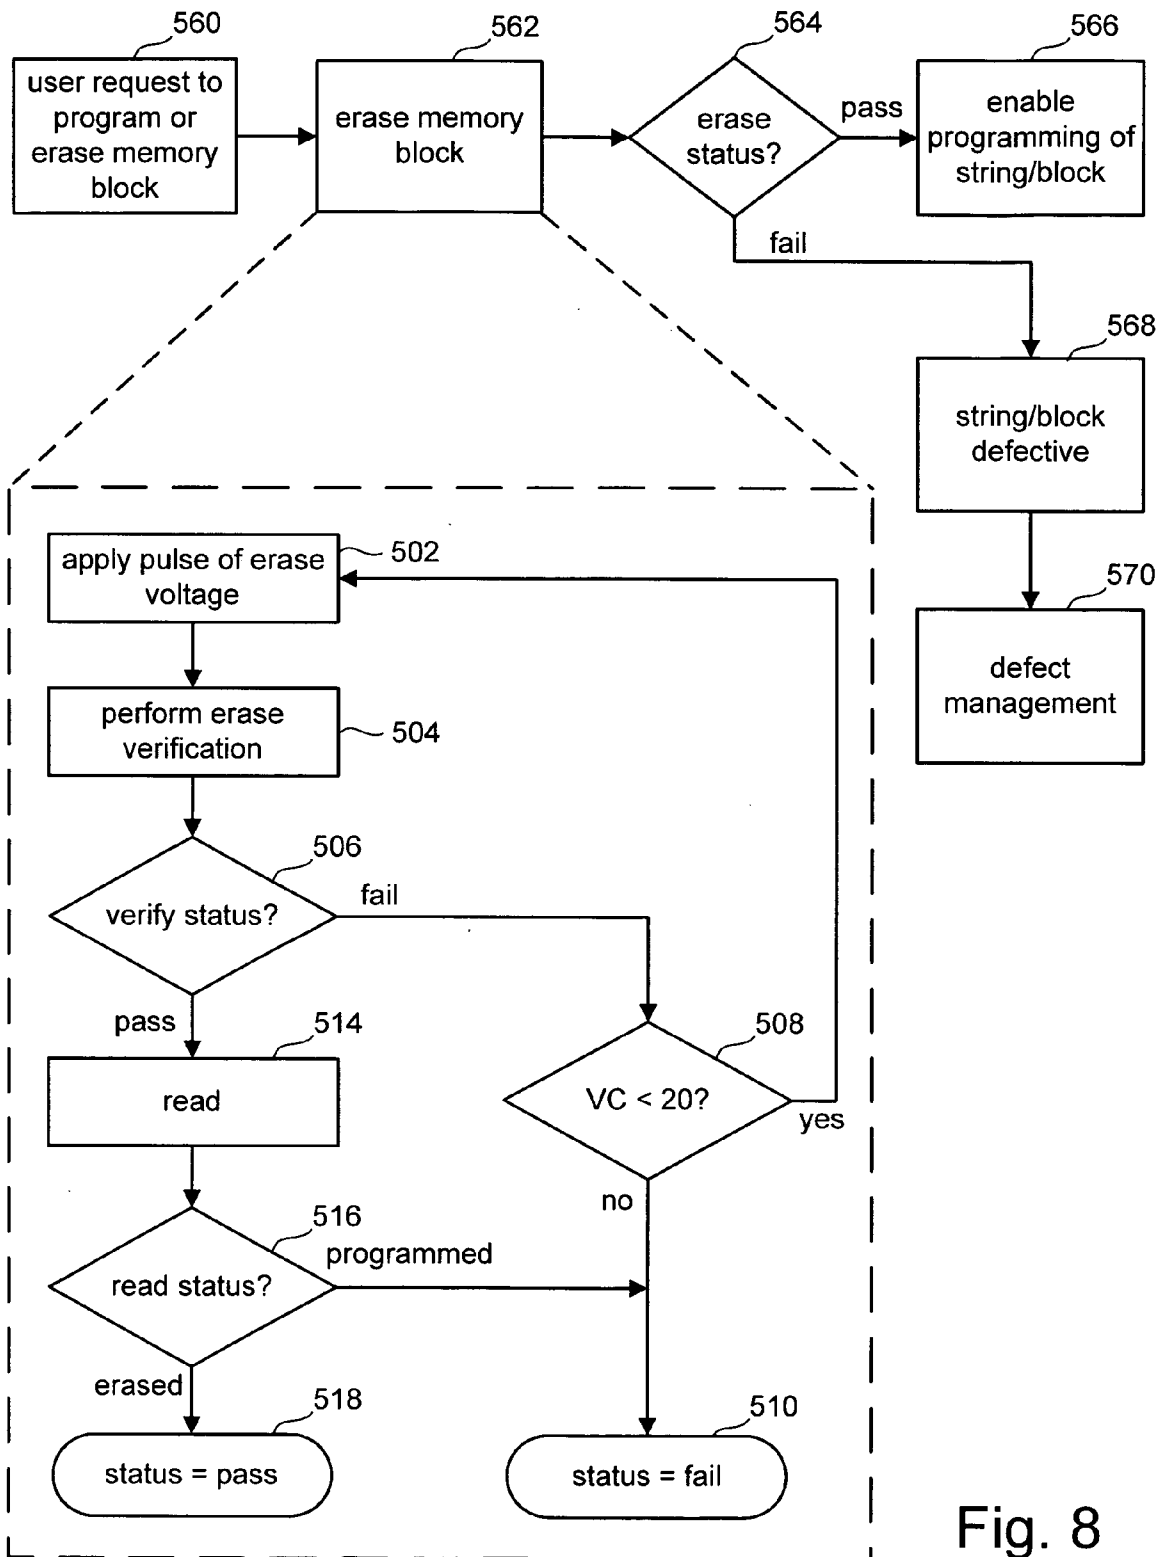 560
user request to
program or
erase memory
block
562
erase memory
block
564
erase
status?
pass
566
enable
programming of
string/block
fail
568
string/block
defective
570
defect
management
apply pulse of erase
voltage
502
perform erase
verification
504
506
verify status?
fail
pass
514
read
508
VC < 20?
yes
no
516
read status?
programmed
erased
518
status = pass
510
status = fail
Fig. 8